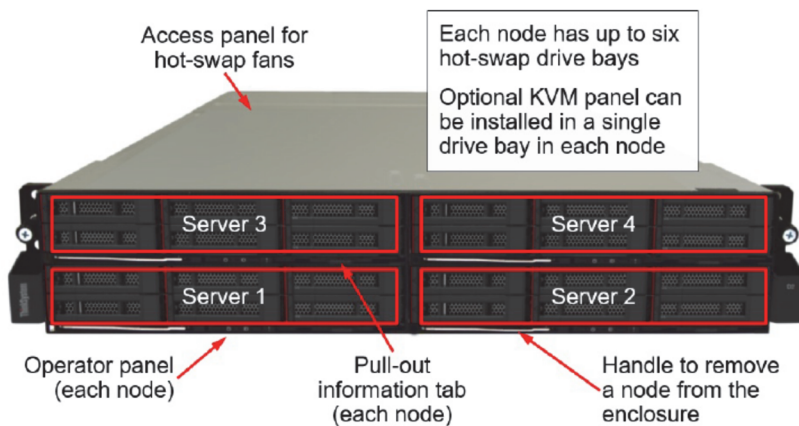 Access panel for
hot-swap fans
Each node has up to six
hot-swap drive bays
Optional KVM panel can
be installed in a single
drive bay in each node
Server 3
Server 4
Server 1
Server 2
ThinkSystem
Operator panel
(each node)
Pull-out
information tab
(each node)
Handle to remove
a node from the
enclosure